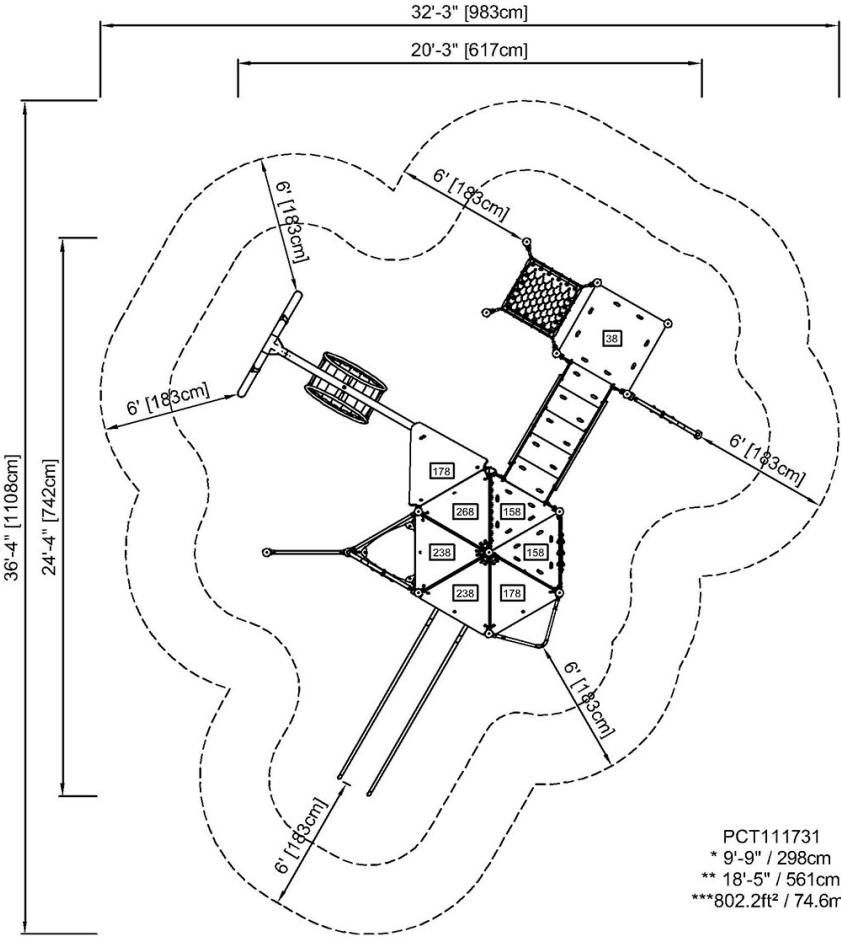 32'-3" [983cm]
20'-3" [617cm]
6' [183cm]
6' [183cm]
38
6' [183cm]
6' [183cm]
36'-4" [1108cm]
24'-4" [742cm]
178
268
158
238
158
238
178
6' [183cm]
6' [183cm]
PCT111731
* 9'-9" / 298cm
** 18'-5" / 561cm
***802.2ft² / 74.6m